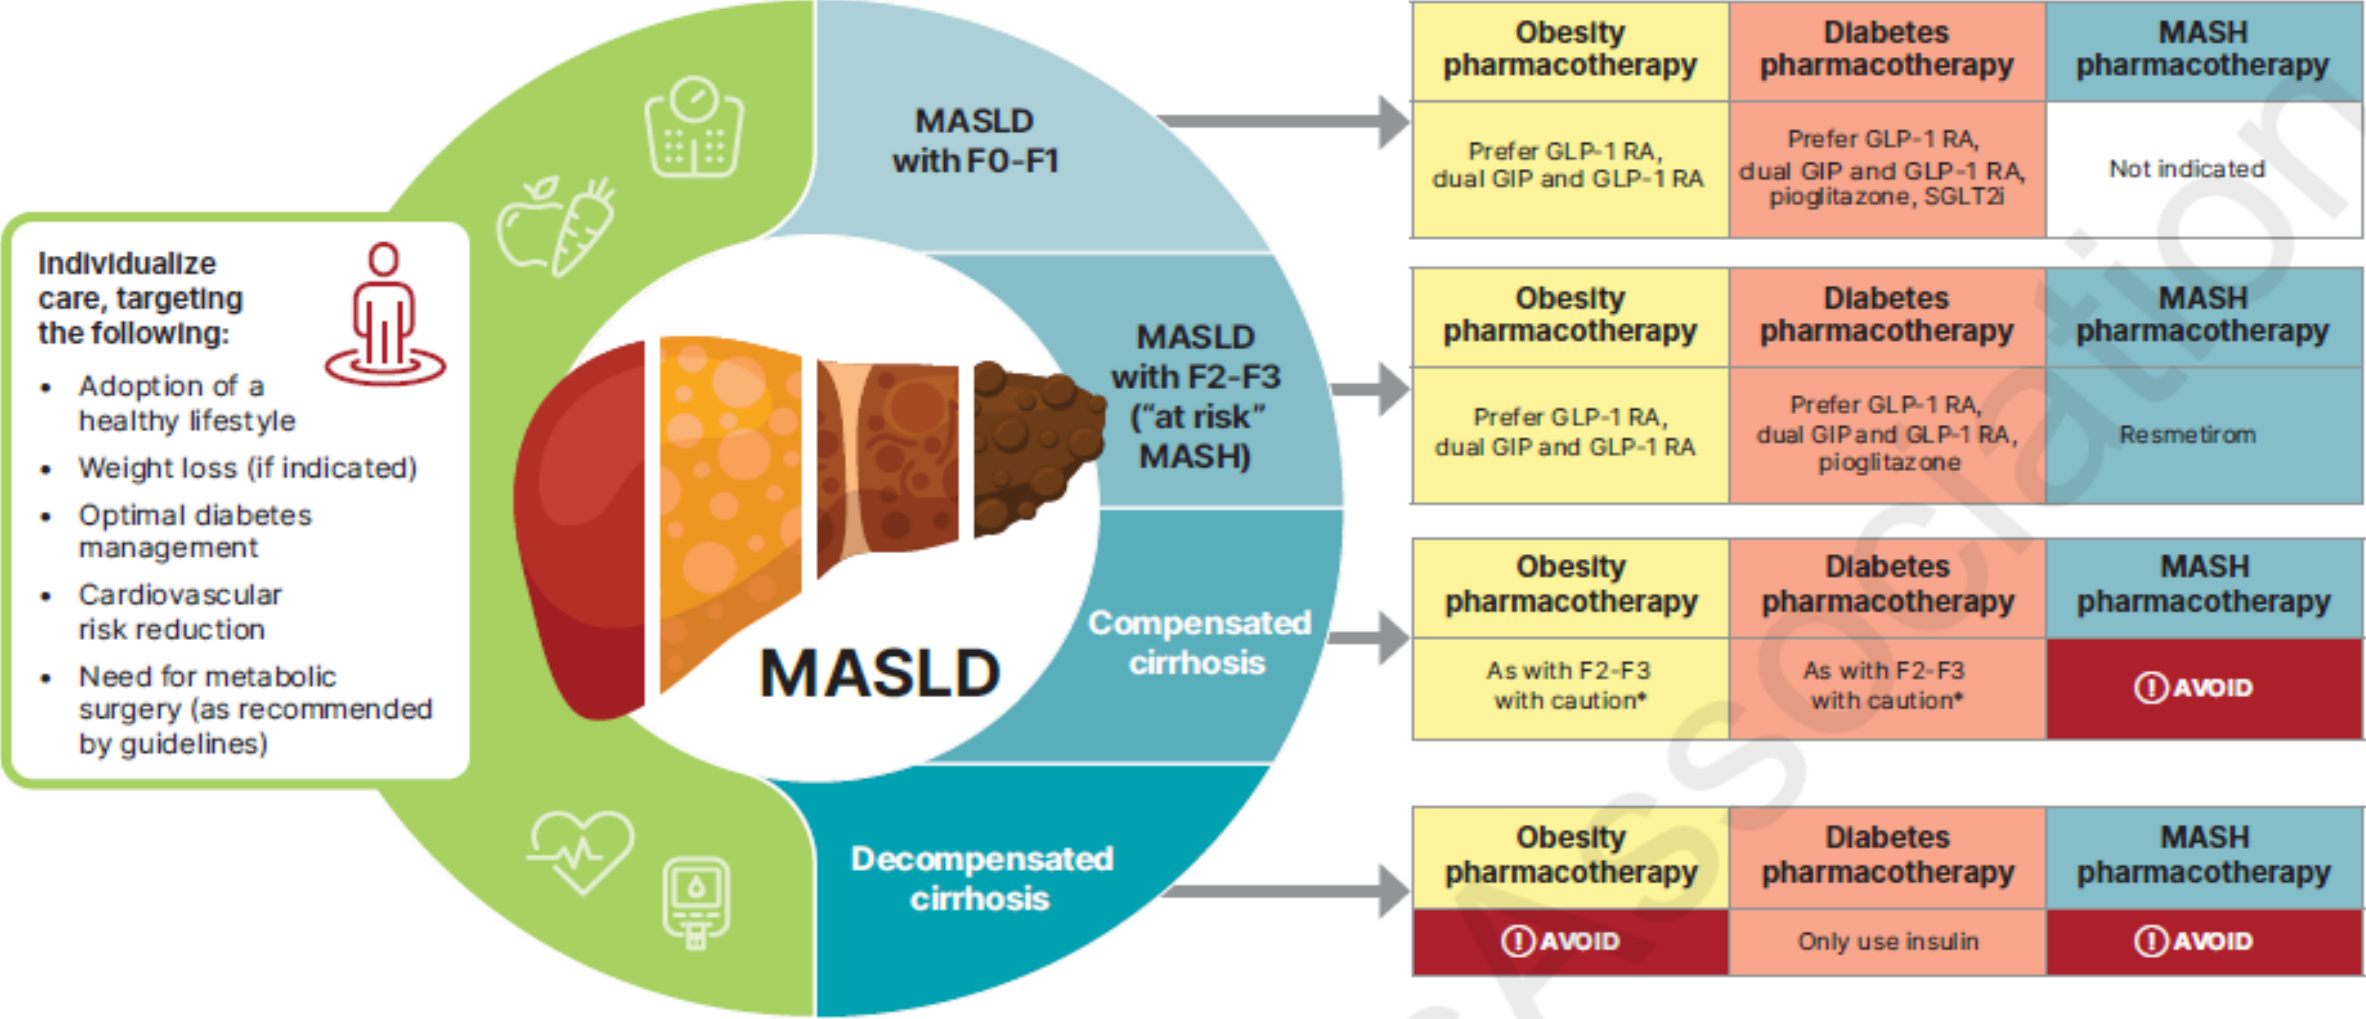 Individualize
care, targeting
the following:
• Adoption of a
healthy lifestyle
• Weight loss (if indicated)
• Optimal diabetes
management
• Cardiovascular
risk reduction
• Need for metabolic
surgery (as recommended
by guidelines)
MASLD
MASLD
with F0-F1
MASLD
with F2-F3
("at risk"
MASH)
Compensated
cirrhosis
Decompensated
cirrhosis
Obesity
pharmacotherapy
Diabetes
pharmacotherapy
MASH
pharmacotherapy
Prefer GLP-1 RA,
dual GIP and GLP-1 RA
Prefer GLP-1 RA,
dual GIP and GLP-1 RA,
pioglitazone, SGLT2i
Not indicated
Obesity
pharmacotherapy
Diabetes
pharmacotherapy
MASH
pharmacotherapy
Prefer GLP-1 RA,
dual GIP and GLP-1 RA
Prefer GLP-1 RA,
dual GIP and GLP-1 RA,
pioglitazone
Resmetirom
Obesity
pharmacotherapy
Diabetes
pharmacotherapy
MASH
pharmacotherapy
As with F2-F3
with caution*
As with F2-F3
with caution*
! AVOID
Obesity
pharmacotherapy
Diabetes
pharmacotherapy
MASH
pharmacotherapy
! AVOID
Only use insulin
! AVOID
Association